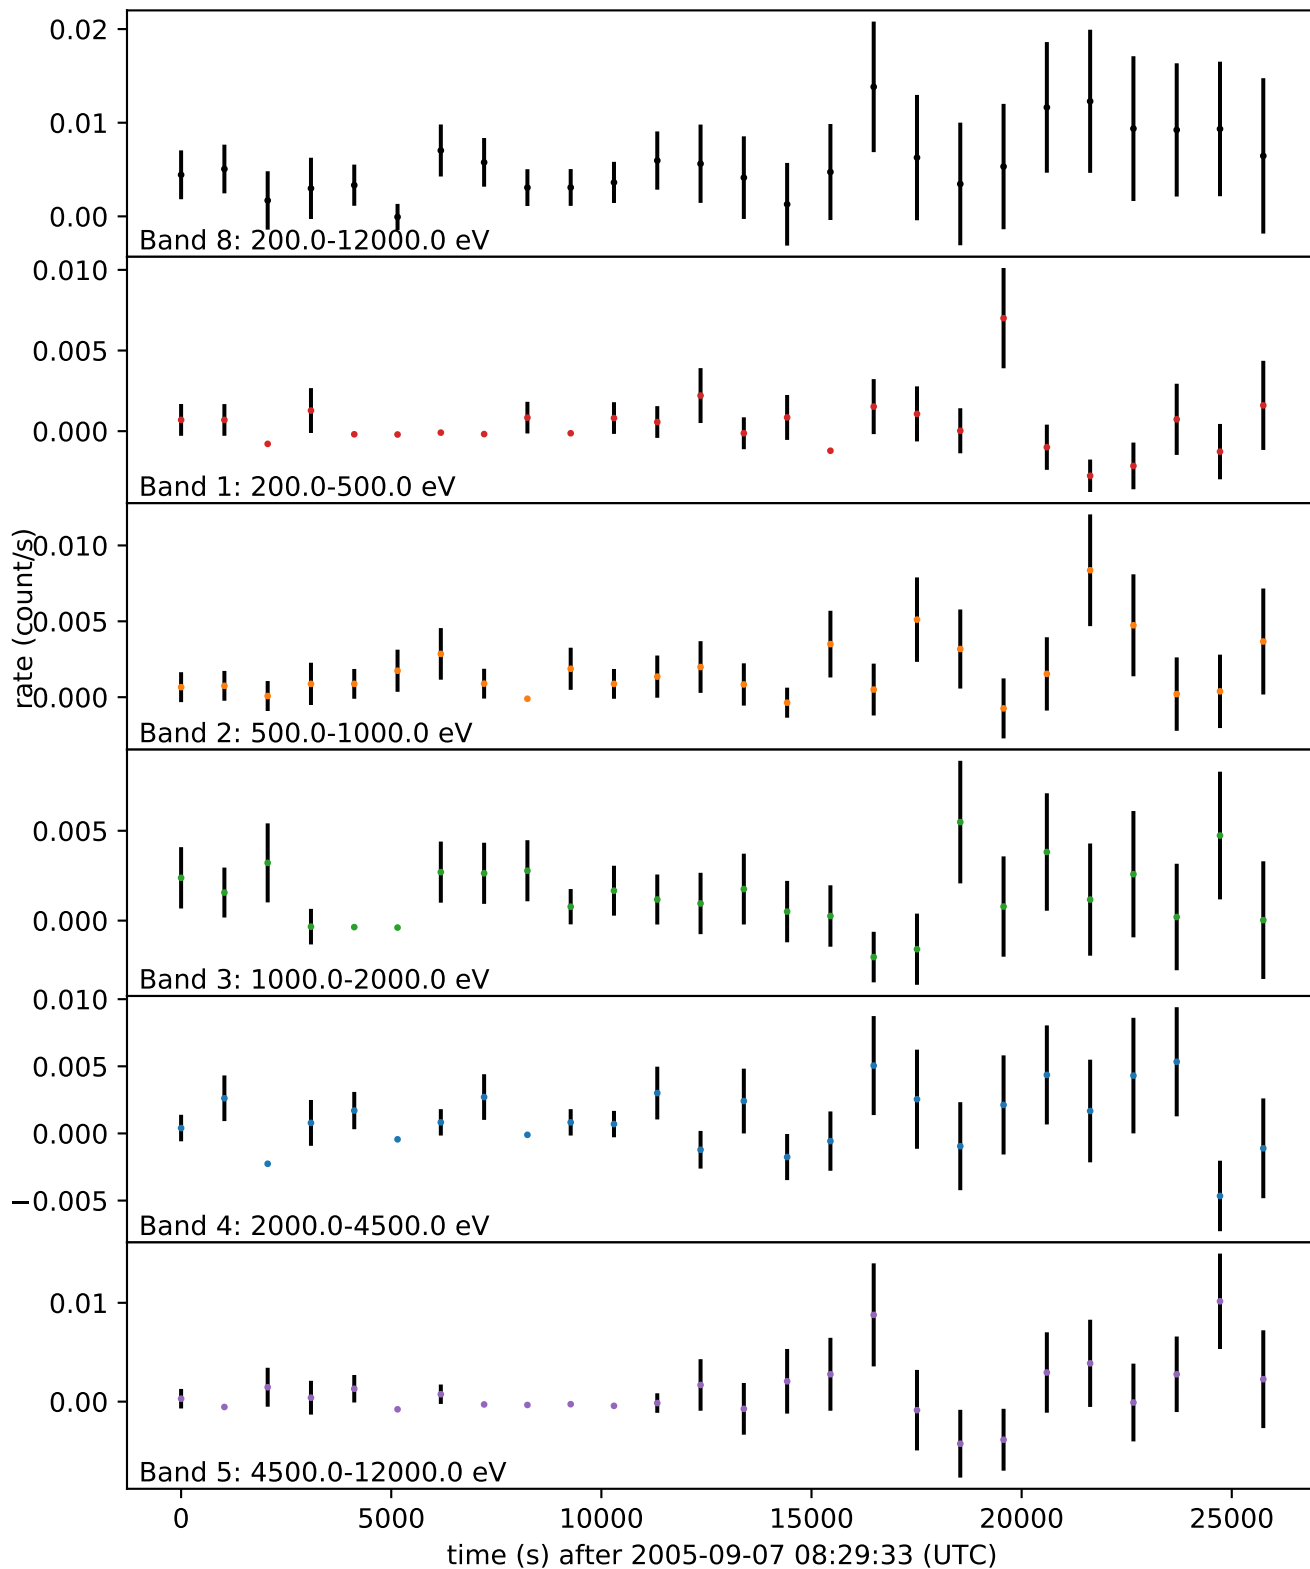 0.02
0.01
0.00
Band 8: 200.0-12000.0 eV
0.010
0.005
0.000
Band 1: 200.0-500.0 eV
rate (count/s)
0.010
0.005
0.000
Band 2: 500.0-1000.0 eV
0.005
0.000
Band 3: 1000.0-2000.0 eV
0.010
0.005
0.000
−0.005
Band 4: 2000.0-4500.0 eV
0.01
0.00
Band 5: 4500.0-12000.0 eV
0 5000 10000 15000 20000 25000
time (s) after 2005-09-07 08:29:33 (UTC)